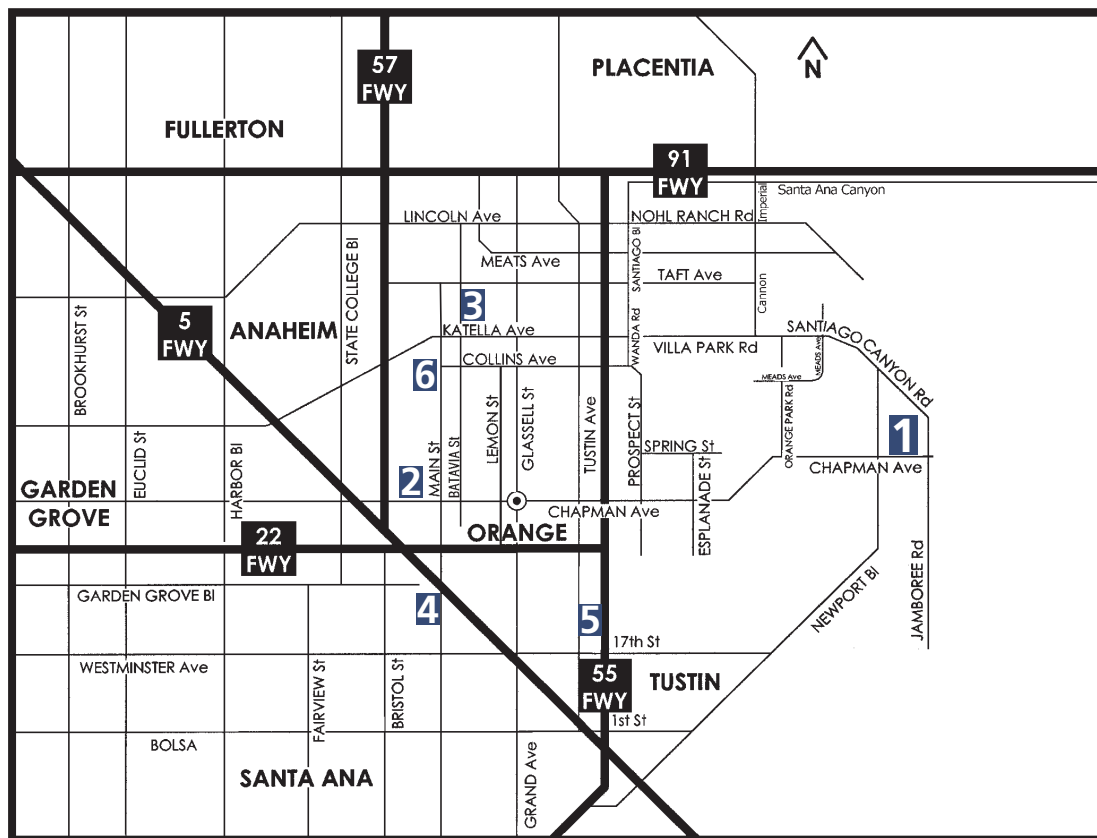 57
FWY
PLACENTIA
N
FULLERTON
91
FWY
Imperial
Santa Ana Canyon
LINCOLN Ave
NOHL RANCH Rd
STATE COLLEGE Bl
SANTIAGO Bl
MEATS Ave
TAFT Ave
Cannon
BROOKHURST St
5
FWY
ANAHEIM
3
KATELLA Ave
WANDA Rd
VILLA PARK Rd
SANTIAGO CANYON Rd
MEADS Ave
COLLINS Ave
6
MEADS Ave
ORANGE PARK Rd
EUCLID St
HARBOR Bl
MAIN St
BATAVIA St
LEMON St
GLASSELL St
TUSTIN Ave
PROSPECT St
SPRING St
ESPLANADE St
1
CHAPMAN Ave
2
GARDEN
GROVE
CHAPMAN Ave
ORANGE
22
FWY
GARDEN GROVE Bl
4
5
NEWPORT Bl
JAMBOREE Rd
17th St
WESTMINSTER Ave
FAIRVIEW St
BRISTOL St
55
FWY
TUSTIN
1st St
BOLSA
SANTA ANA
GRAND Ave